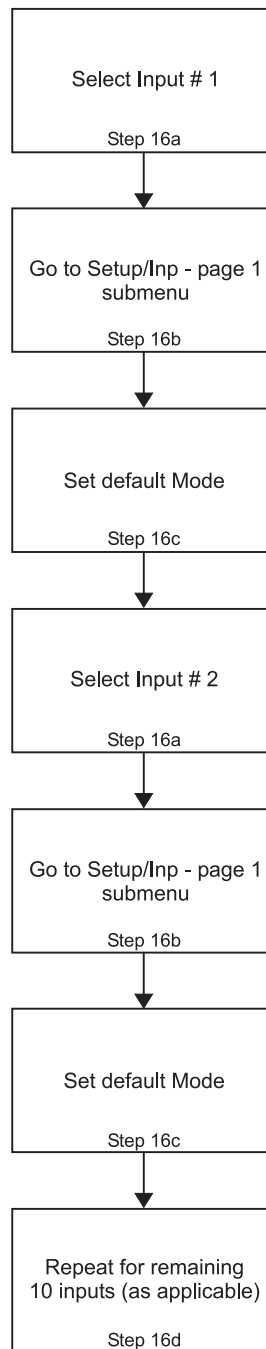 Select Input # 1
Step 16a
Go to Setup/Inp - page 1
submenu
Step 16b
Set default Mode
Step 16c
Select Input # 2
Step 16a
Go to Setup/Inp - page 1
submenu
Step 16b
Set default Mode
Step 16c
Repeat for remaining
10 inputs (as applicable)
Step 16d